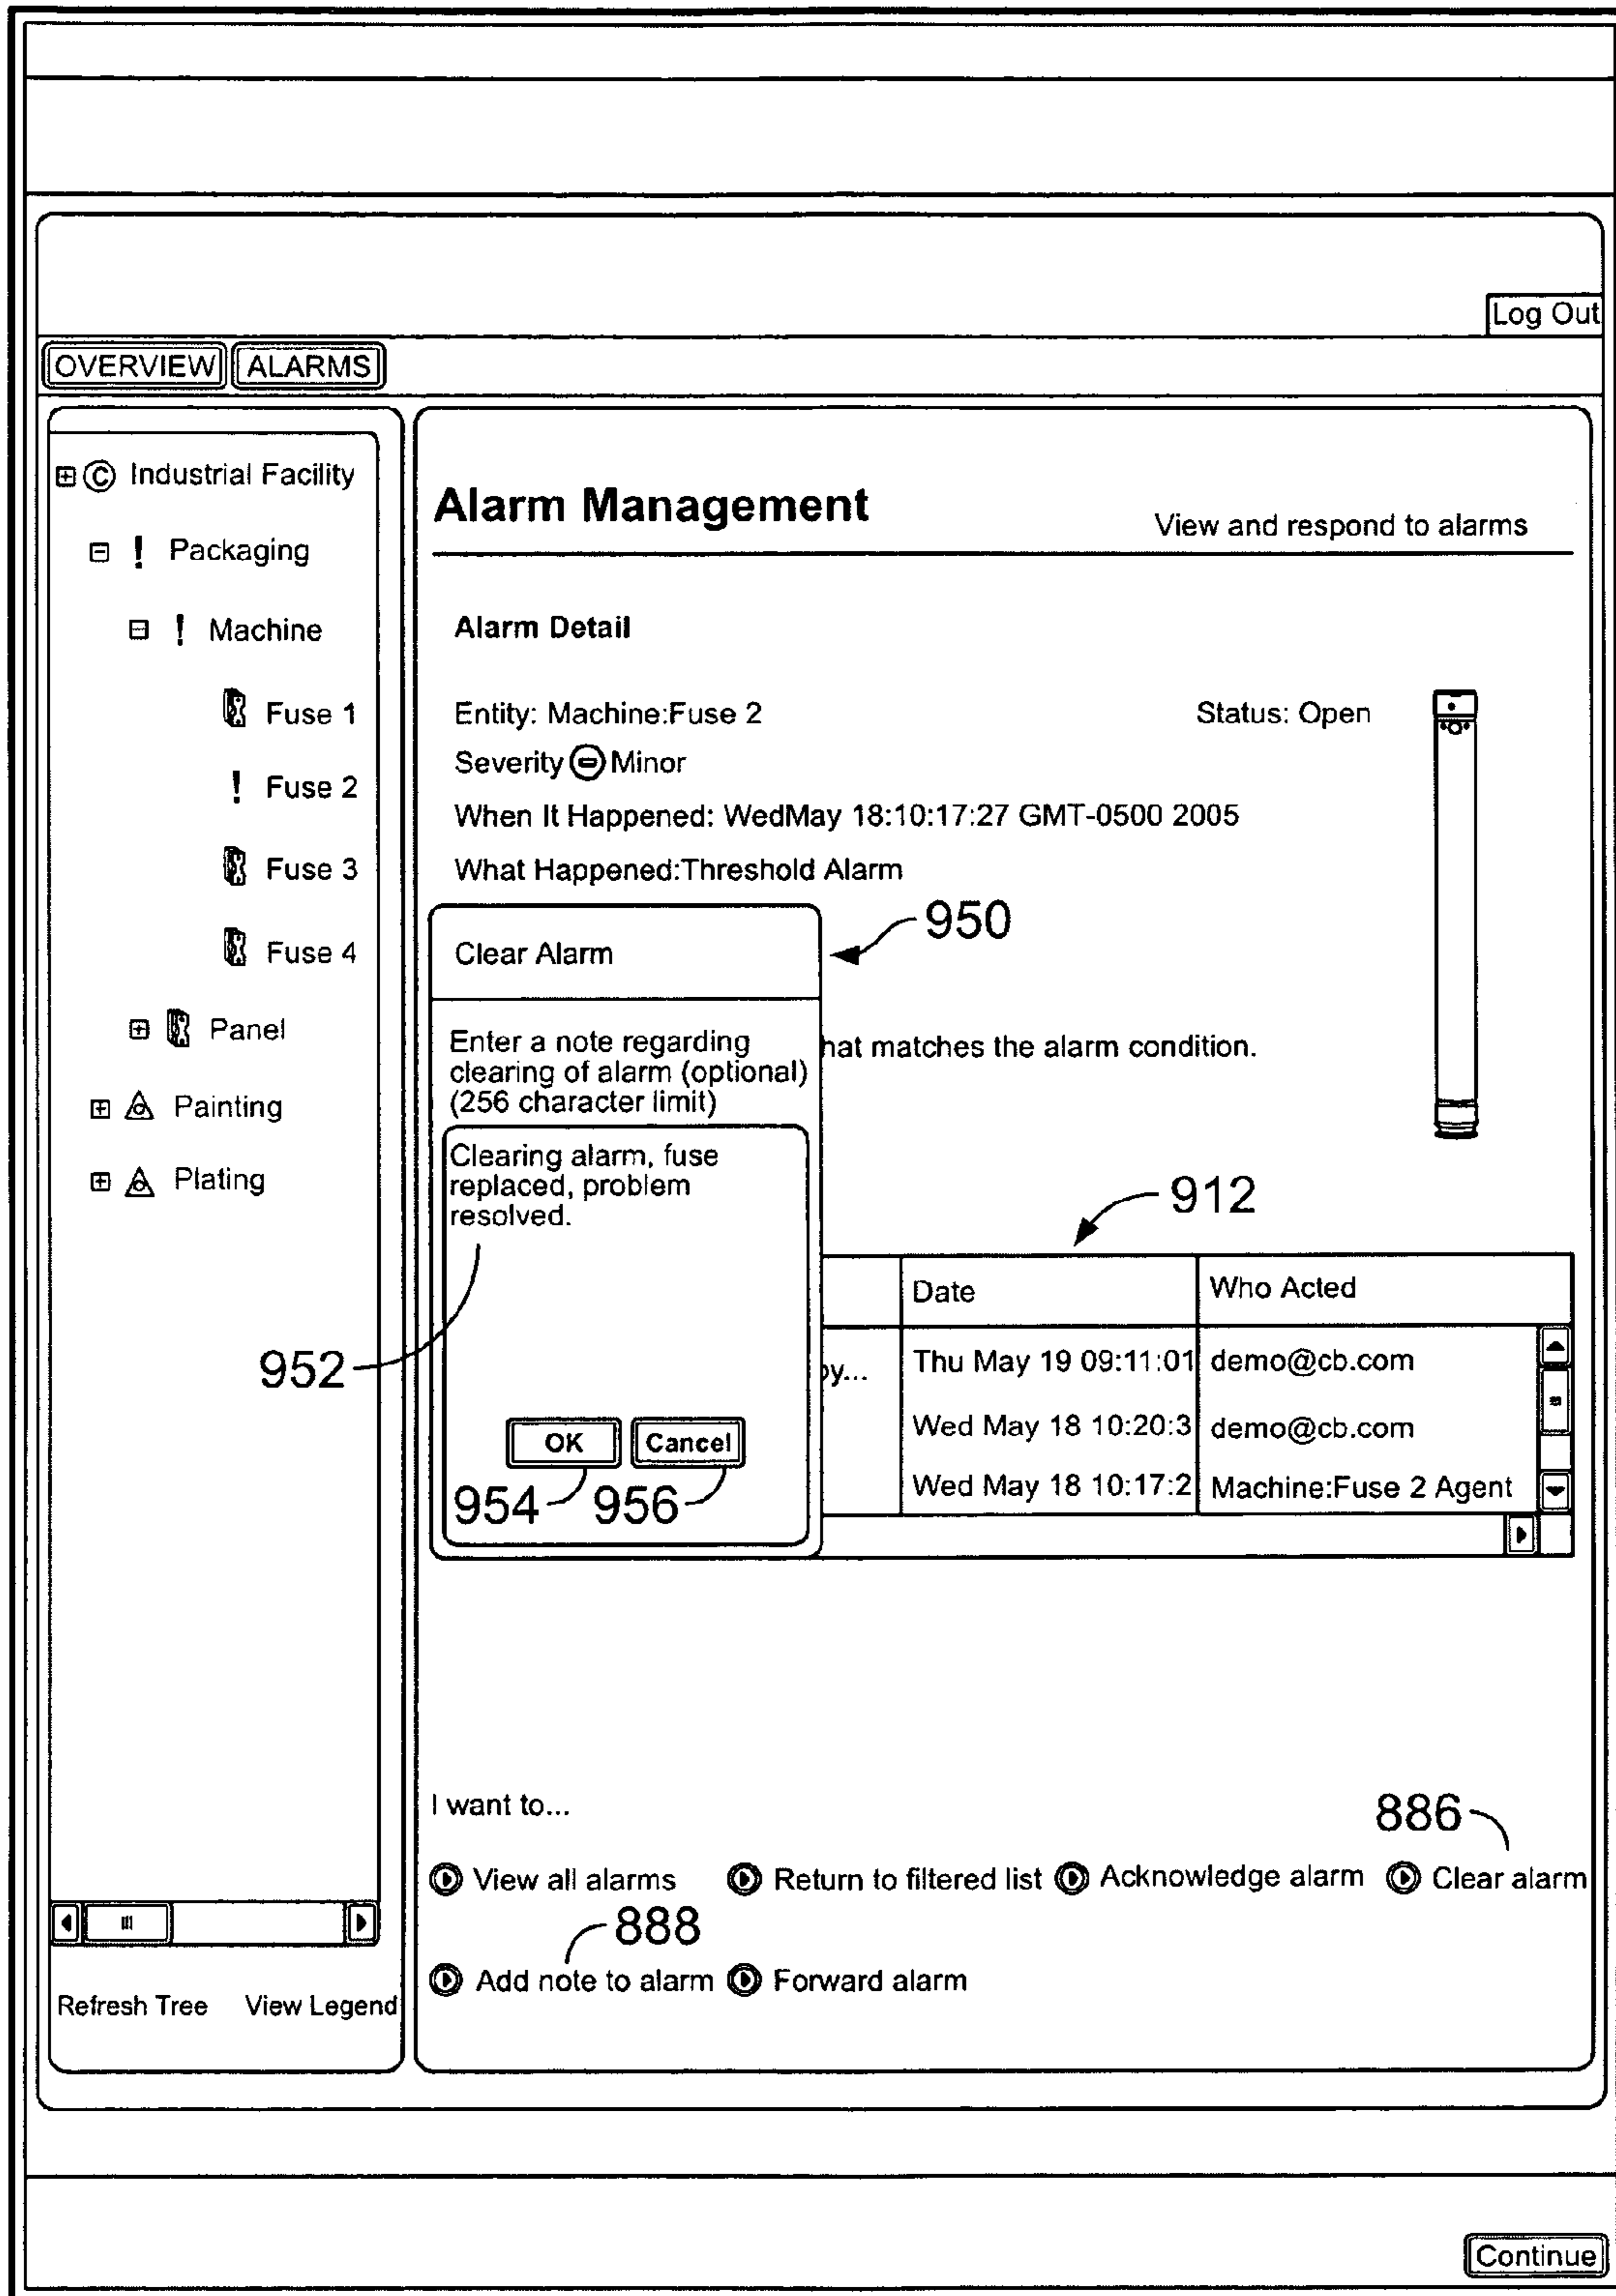 Log Out
OVERVIEW ALARMS
Industrial Facility
! Packaging
! Machine
Fuse 1
! Fuse 2
Fuse 3
Fuse 4
Panel
Painting
Plating
Refresh Tree View Legend
Alarm Management
View and respond to alarms
Alarm Detail
Entity: Machine:Fuse 2
Status: Open
Severity Minor
When It Happened: WedMay 18:10:17:27 GMT-0500 2005
What Happened:Threshold Alarm
950
Clear Alarm
Enter a note regarding
clearing of alarm (optional)
(256 character limit)
hat matches the alarm condition.
Clearing alarm, fuse
replaced, problem
resolved.
952
OK Cancel
954 956
912
Date Who Acted
y... Thu May 19 09:11:01 demo@cb.com
Wed May 18 10:20:3 demo@cb.com
Wed May 18 10:17:2 Machine:Fuse 2 Agent
I want to...
886
View all alarms Return to filtered list Acknowledge alarm Clear alarm
888
Add note to alarm Forward alarm
Continue